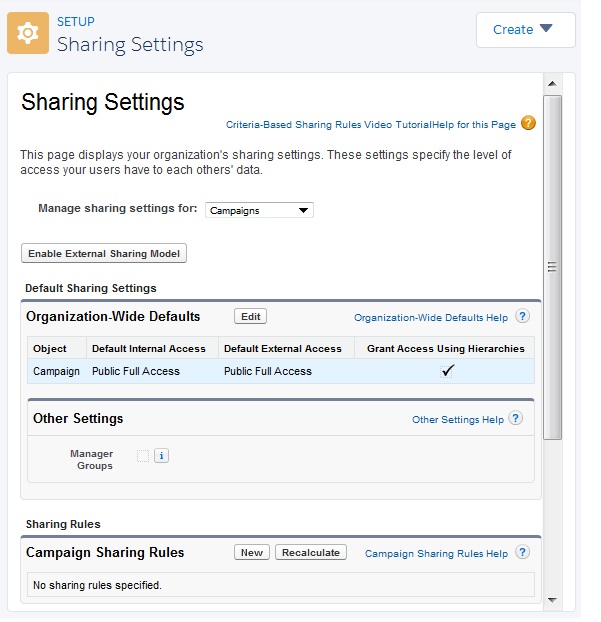 SETUP
Sharing Settings
Create
Sharing Settings
Criteria-Based Sharing Rules Video TutorialHelp for this Page ?
This page displays your organization's sharing settings. These settings specify the level of
access your users have to each others' data.
Manage sharing settings for: Campaigns
Enable External Sharing Model
Default Sharing Settings
Organization-Wide Defaults Edit Organization-Wide Defaults Help ?
Object Default Internal Access Default External Access Grant Access Using Hierarchies
Campaign Public Full Access Public Full Access
Other Settings Other Settings Help ?
Manager
Groups i
Sharing Rules
Campaign Sharing Rules New Recalculate Campaign Sharing Rules Help ?
No sharing rules specified.